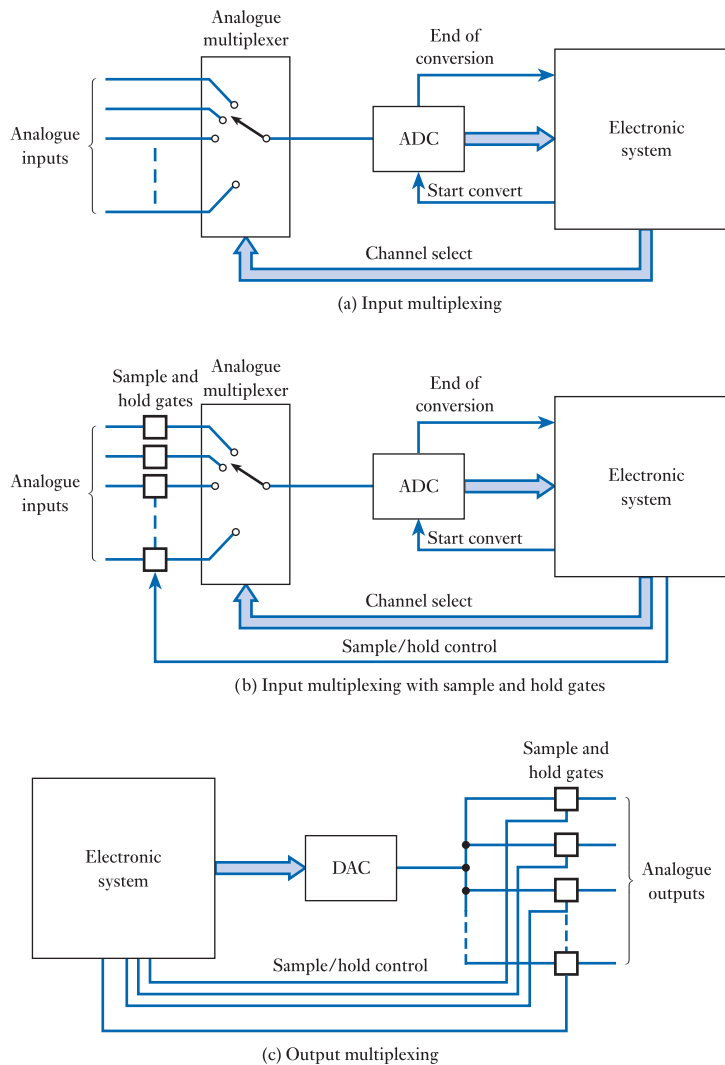 Analogue
multiplexer
End of
conversion
Analogue
inputs
ADC
Electronic
system
Start convert
Channel select
(a) Input multiplexing
Sample and
hold gates
Analogue
multiplexer
End of
conversion
Analogue
inputs
ADC
Electronic
system
Start convert
Channel select
Sample/hold control
(b) Input multiplexing with sample and hold gates
Sample and
hold gates
Electronic
system
DAC
Analogue
outputs
Sample/hold control
(c) Output multiplexing